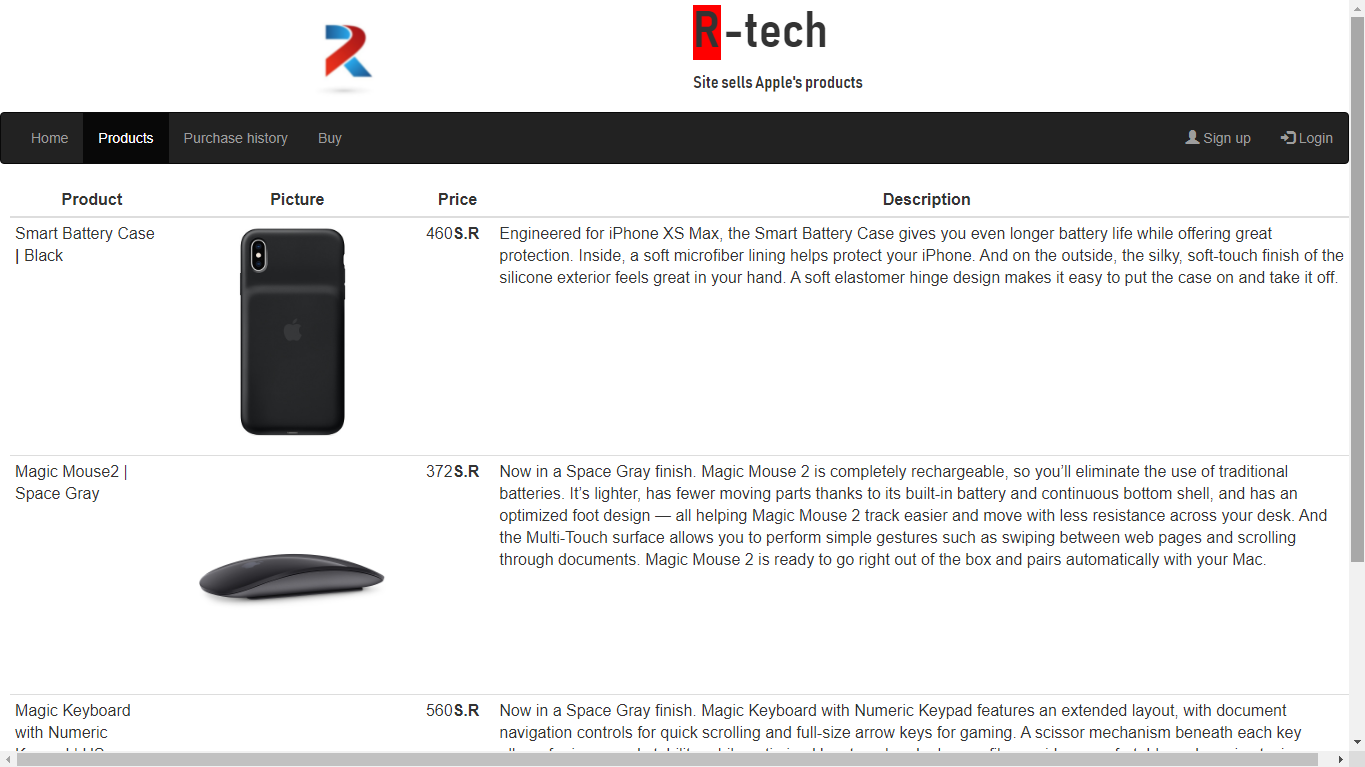 R-tech
Site sells Apple's products
Home Products Purchase history Buy Sign up Login
Product Picture Price Description
Smart Battery Case
| Black
460S.R
Engineered for iPhone XS Max, the Smart Battery Case gives you even longer battery life while offering great
protection. Inside, a soft microfiber lining helps protect your iPhone. And on the outside, the silky, soft-touch finish of the
silicone exterior feels great in your hand. A soft elastomer hinge design makes it easy to put the case on and take it off.
Magic Mouse2 |
Space Gray
372S.R
Now in a Space Gray finish. Magic Mouse 2 is completely rechargeable, so you’ll eliminate the use of traditional
batteries. It’s lighter, has fewer moving parts thanks to its built-in battery and continuous bottom shell, and has an
optimized foot design — all helping Magic Mouse 2 track easier and move with less resistance across your desk. And
the Multi-Touch surface allows you to perform simple gestures such as swiping between web pages and scrolling
through documents. Magic Mouse 2 is ready to go right out of the box and pairs automatically with your Mac.
Magic Keyboard
with Numeric
560S.R
Now in a Space Gray finish. Magic Keyboard with Numeric Keypad features an extended layout, with document
navigation controls for quick scrolling and full-size arrow keys for gaming. A scissor mechanism beneath each key